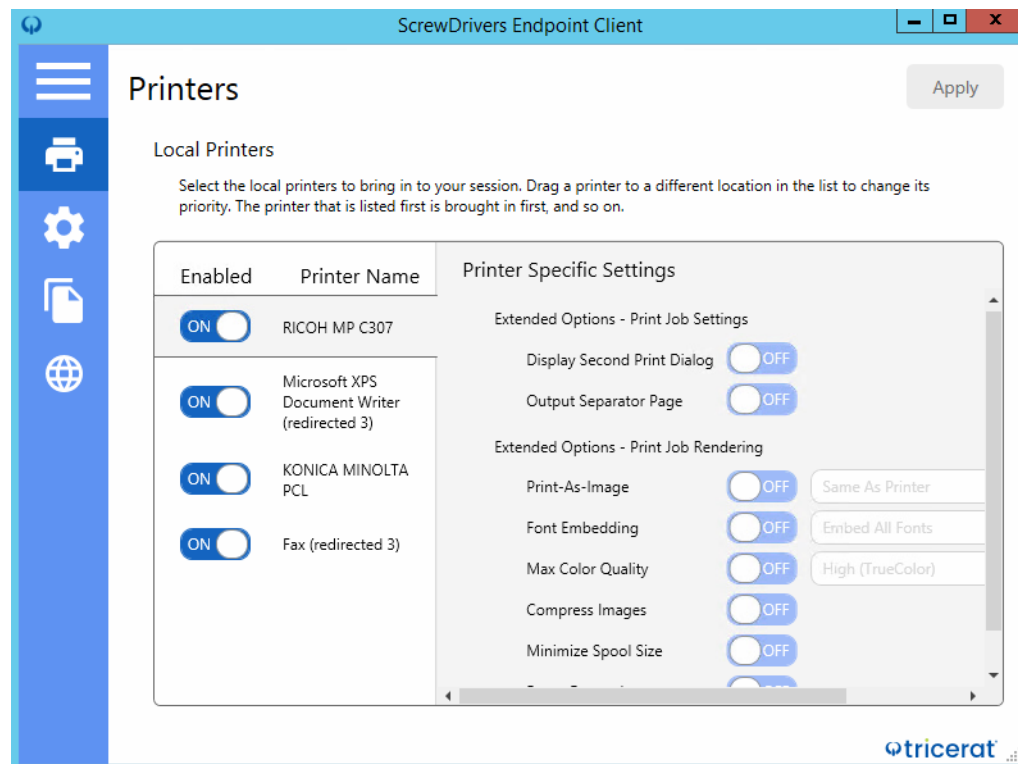 ScrewDrivers Endpoint Client
Printers
Apply
Local Printers
Select the local printers to bring in to your session. Drag a printer to a different location in the list to change its
priority. The printer that is listed first is brought in first, and so on.
Enabled Printer Name
ON RICOH MP C307
ON Microsoft XPS
Document Writer
(redirected 3)
ON KONICA MINOLTA
PCL
ON Fax (redirected 3)
Printer Specific Settings
Extended Options - Print Job Settings
Display Second Print Dialog OFF
Output Separator Page OFF
Extended Options - Print Job Rendering
Print-As-Image OFF Same As Printer
Font Embedding OFF Embed All Fonts
Max Color Quality OFF High (TrueColor)
Compress Images OFF
Minimize Spool Size OFF
tricerat